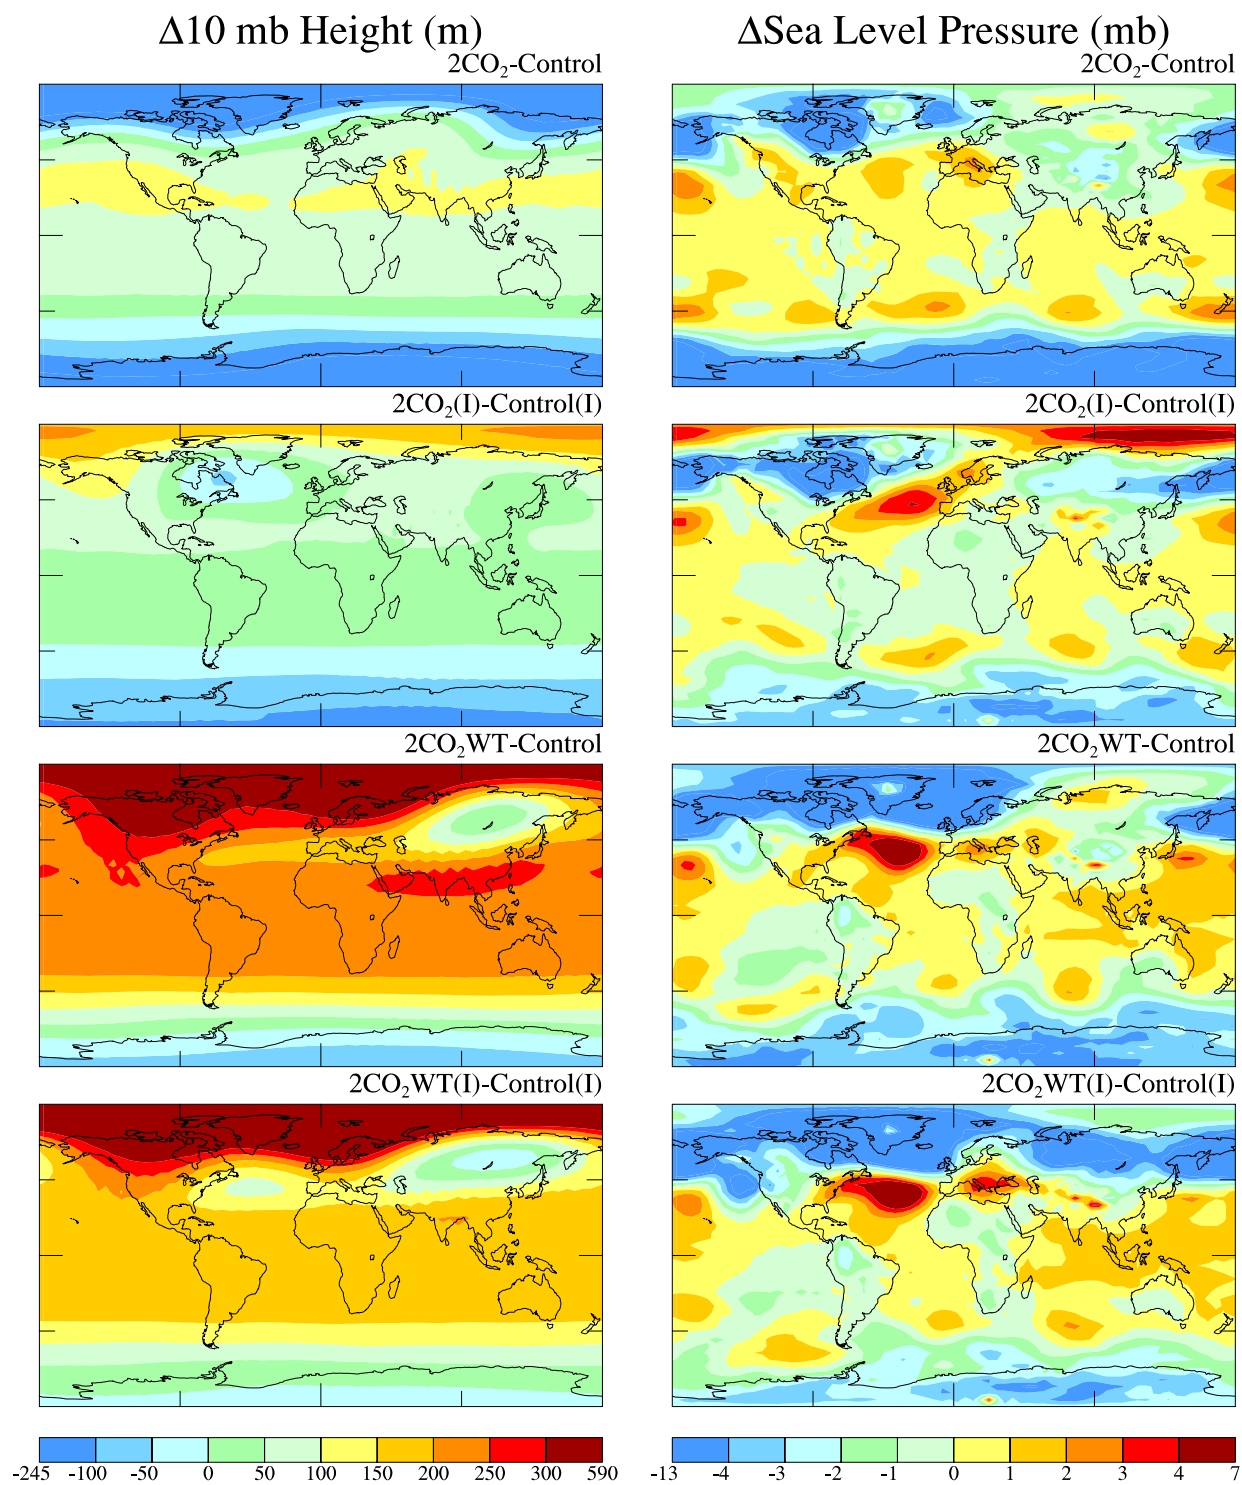 Δ10 mb Height (m)
ΔSea Level Pressure (mb)
2CO₂-Control
2CO₂-Control
2CO₂(I)-Control(I)
2CO₂(I)-Control(I)
2CO₂WT-Control
2CO₂WT-Control
2CO₂WT(I)-Control(I)
2CO₂WT(I)-Control(I)
-245 -100 -50 0 50 100 150 200 250 300 590
-13 -4 -3 -2 -1 0 1 2 3 4 7